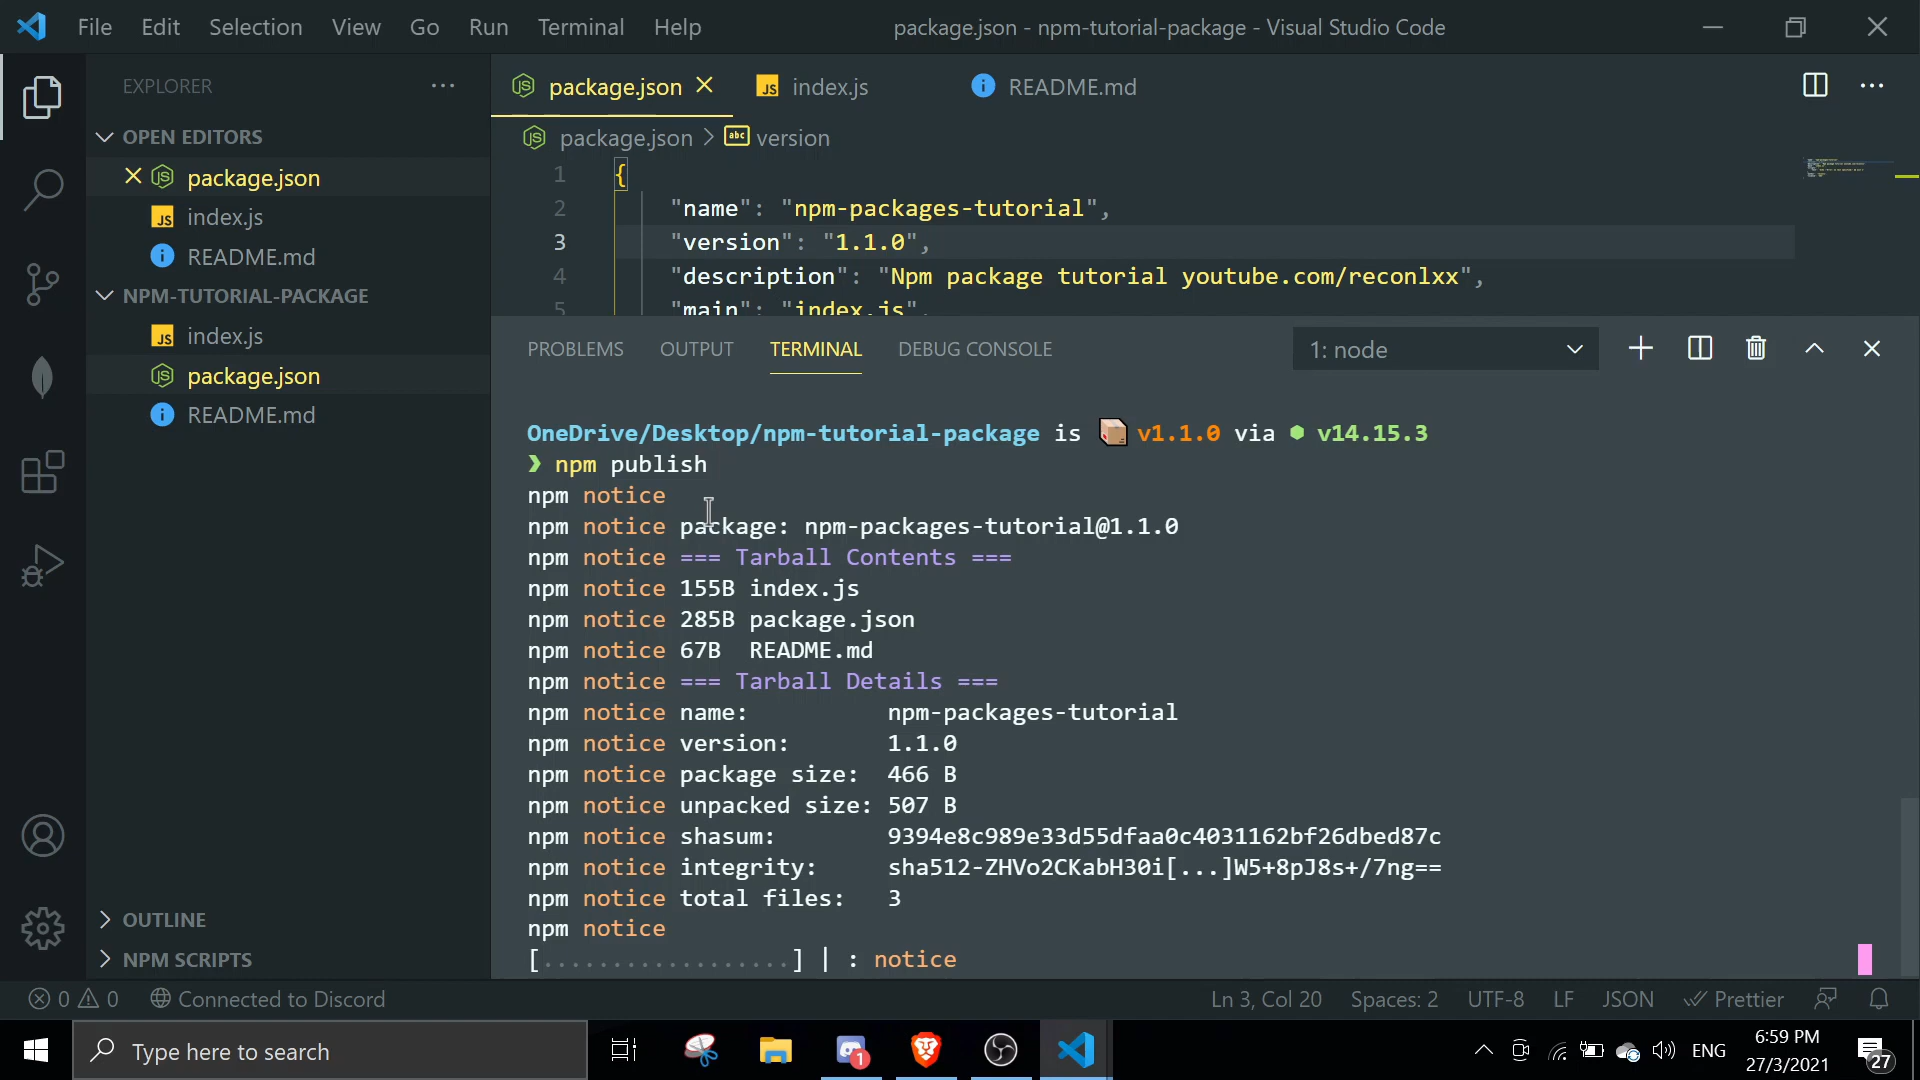 File Edit Selection View Go Run Terminal Help
package.json - npm-tutorial-package - Visual Studio Code
EXPLORER
OPEN EDITORS
package.json
index.js
README.md
NPM-TUTORIAL-PACKAGE
index.js
package.json
README.md
OUTLINE
NPM SCRIPTS
package.json
index.js
README.md
package.json > version
1 {
2 "name": "npm-packages-tutorial",
3 "version": "1.1.0",
4 "description": "Npm package tutorial youtube.com/reconlxx",
5 "main": "index.js",
PROBLEMS OUTPUT TERMINAL DEBUG CONSOLE
1: node
OneDrive/Desktop/npm-tutorial-package is v1.1.0 via v14.15.3
❯ npm publish
npm notice
npm notice package: npm-packages-tutorial@1.1.0
npm notice === Tarball Contents ===
npm notice 155B index.js
npm notice 285B package.json
npm notice 67B README.md
npm notice === Tarball Details ===
npm notice name: npm-packages-tutorial
npm notice version: 1.1.0
npm notice package size: 466 B
npm notice unpacked size: 507 B
npm notice shasum: 9394e8c989e33d55dfaa0c4031162bf26dbed87c
npm notice integrity: sha512-ZHVo2CKabH30i[...]W5+8pJ8s+/7ng==
npm notice total files: 3
npm notice
[..................] | : notice
0 0 Connected to Discord
Ln 3, Col 20 Spaces: 2 UTF-8 LF JSON Prettier
Type here to search
1
ENG
6:59 PM
27/3/2021
27